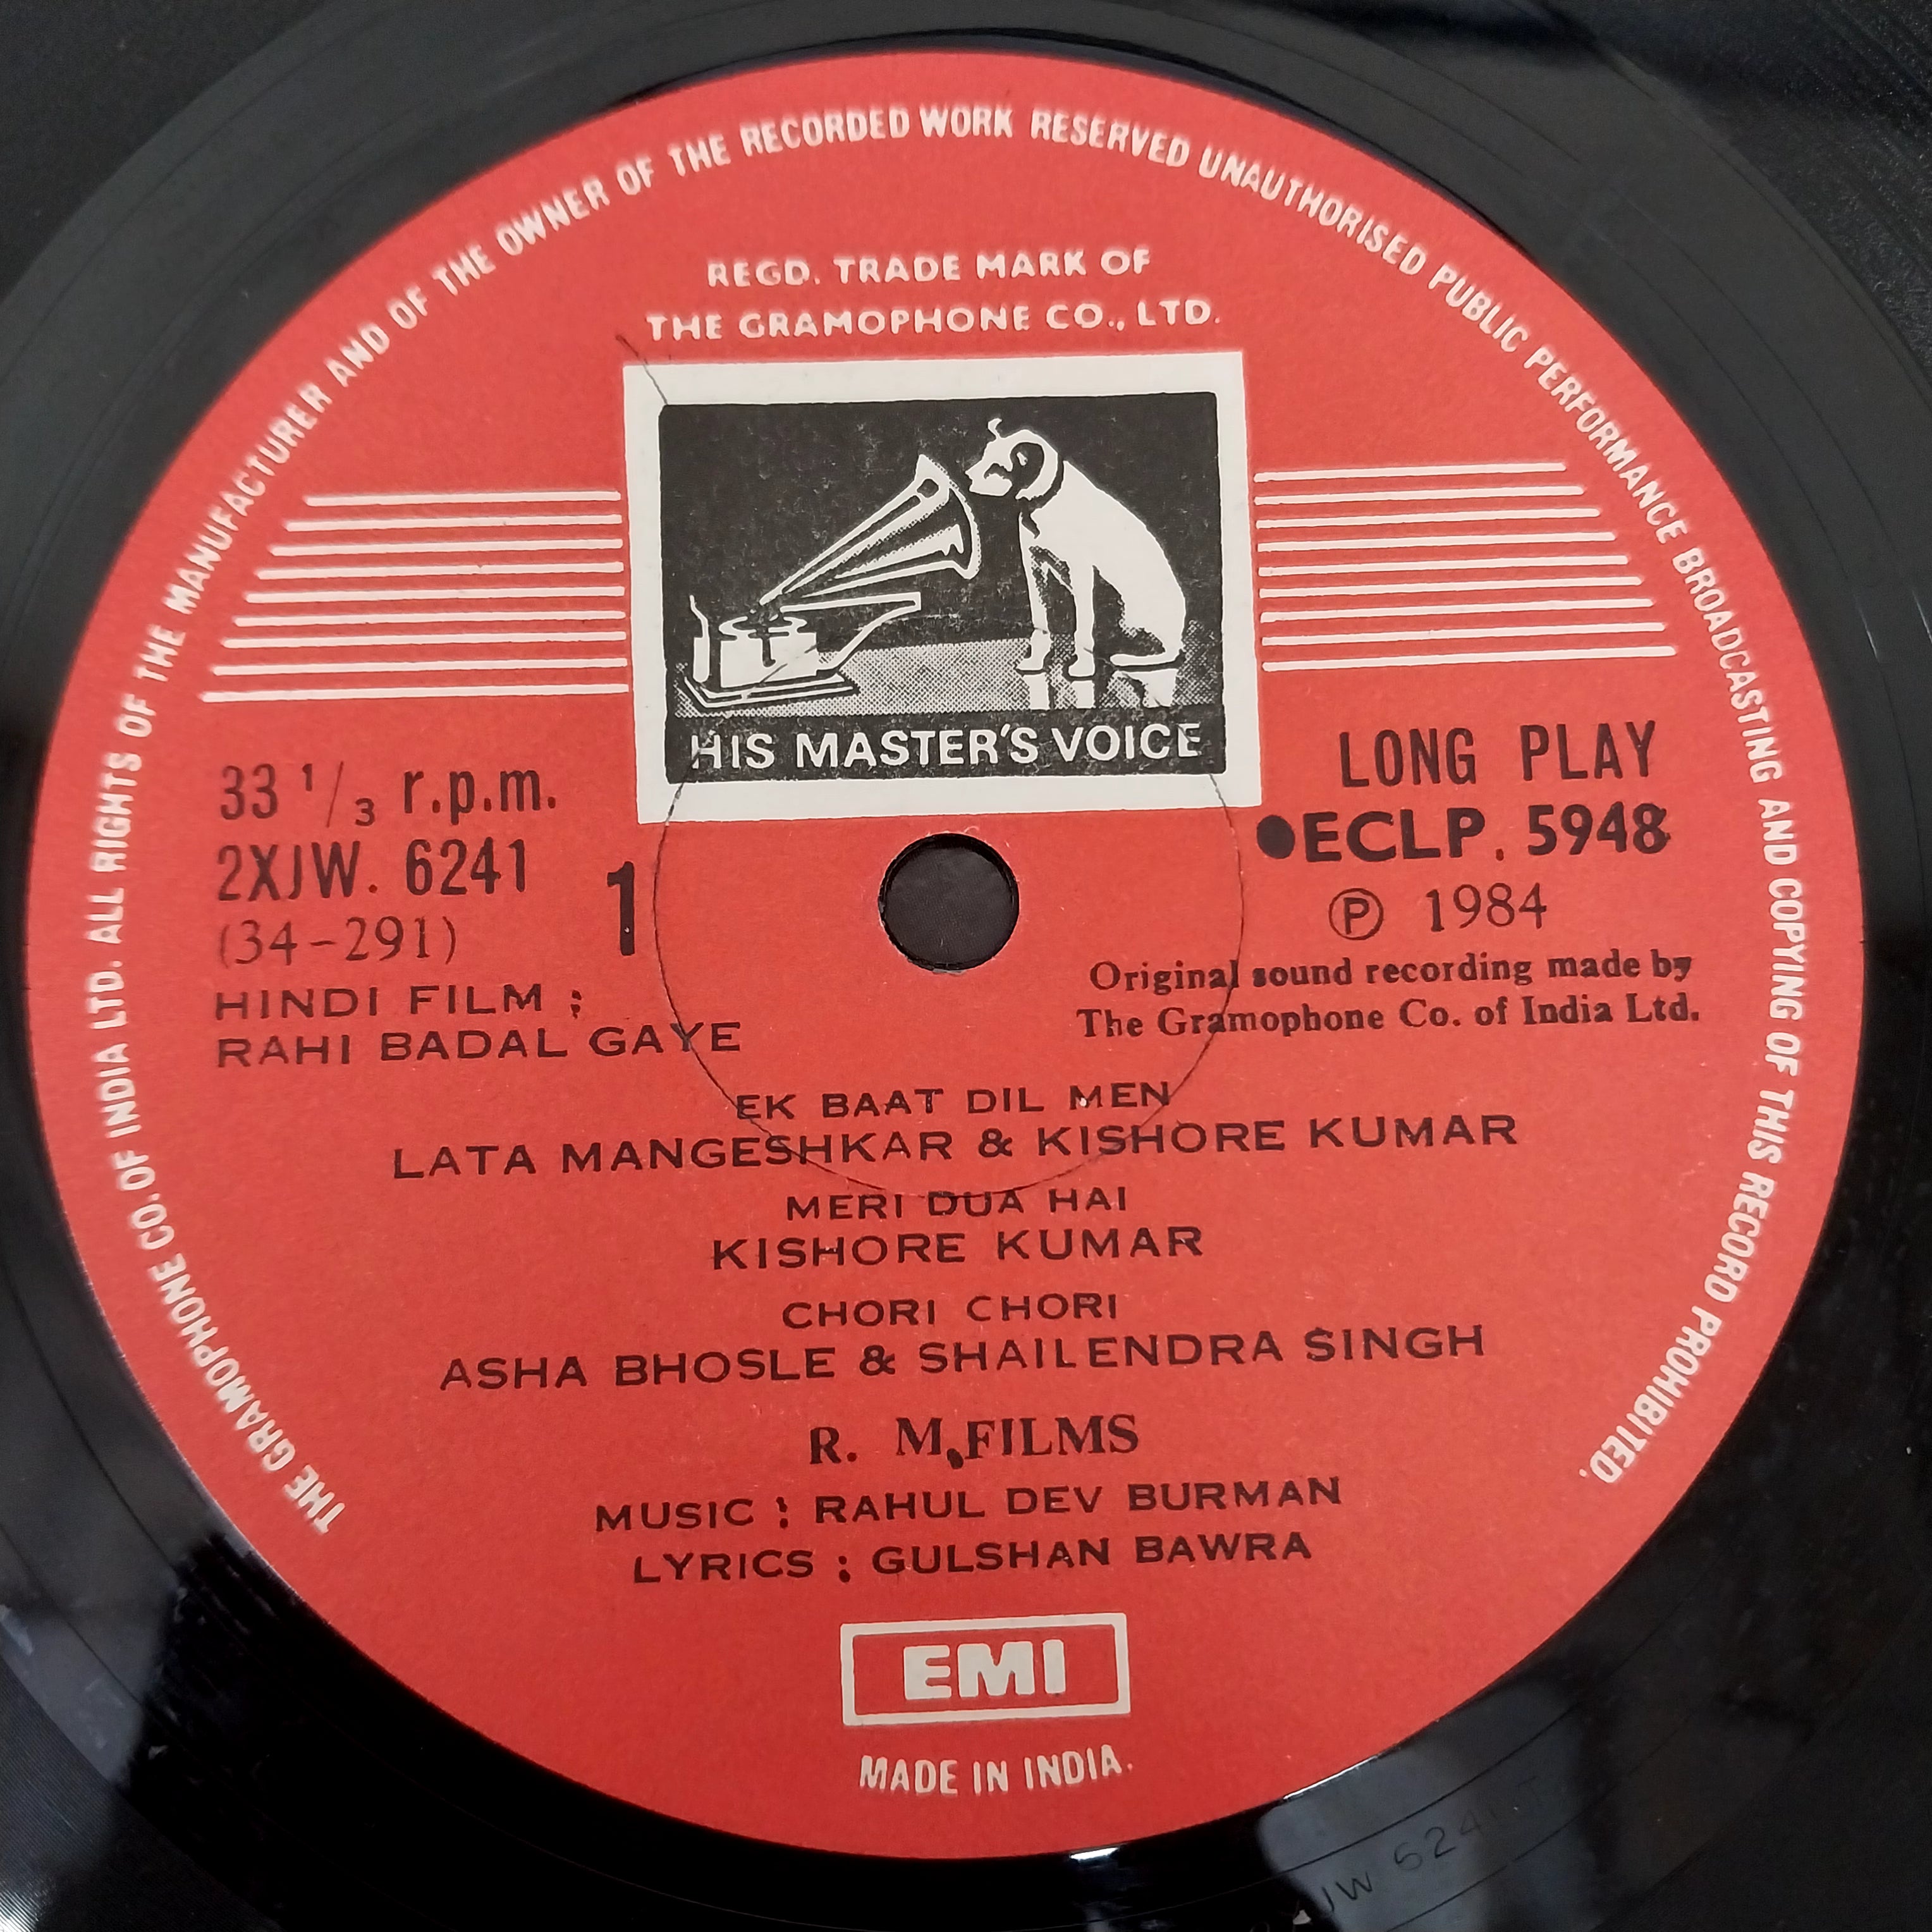 THE GRAMOPHONE CO. OF INDIA LTD. ALL RIGHTS OF THE MANUFACTURER AND OF THE OWNER OF THE RECORDED WORK RESERVED UNAUTHORISED PUBLIC PERFORMANCE BROADCASTING AND COPYING OF THIS RECORD PROHIBITED.
REGD. TRADE MARK OF
THE GRAMOPHONE CO., LTD.
HIS MASTER'S VOICE
33 1/3 r.p.m.
2XJW. 6241
(34-291)
1
HINDI FILM ;
RAHI BADAL GAYE
LONG PLAY
●ECLP. 5948
Ⓟ 1984
Original sound recording made by
The Gramophone Co. of India Ltd.
EK BAAT DIL MEN
LATA MANGESHKAR & KISHORE KUMAR
MERI DUA HAI
KISHORE KUMAR
CHORI CHORI
ASHA BHOSLE & SHAILENDRA SINGH
R. M. FILMS
MUSIC : RAHUL DEV BURMAN
LYRICS ; GULSHAN BAWRA
EMI
MADE IN INDIA.